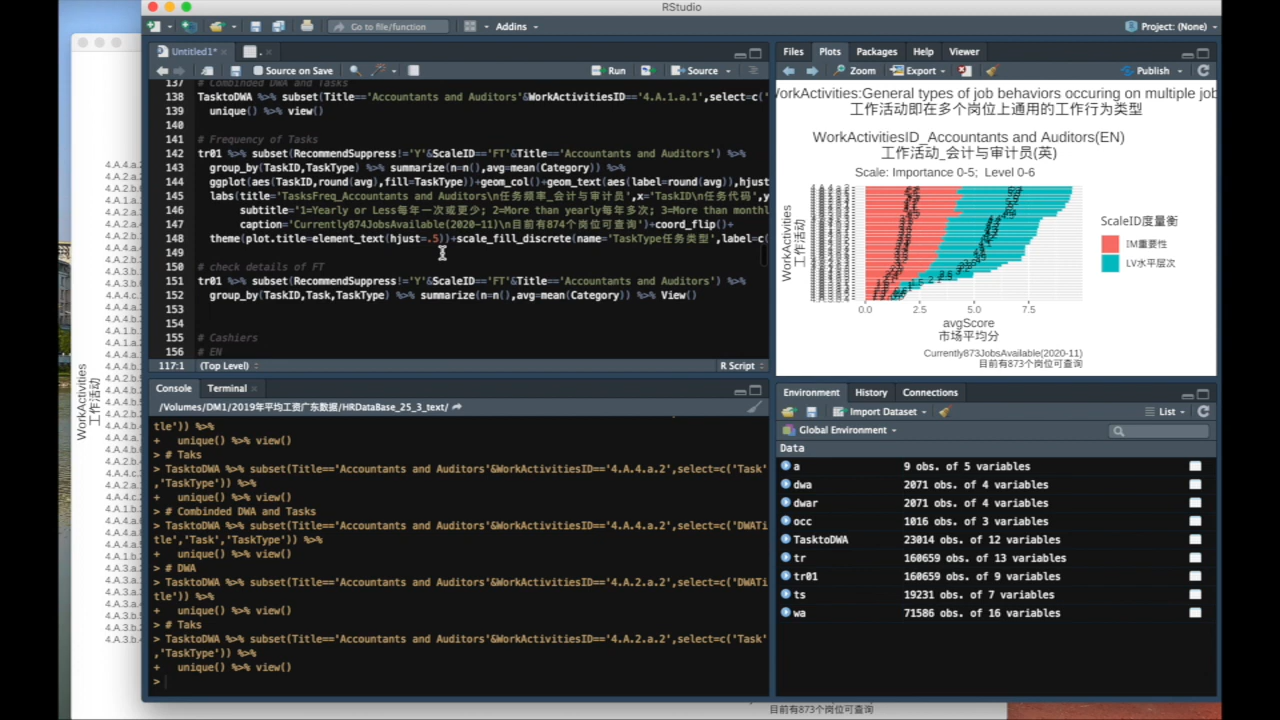 RStudio
Go to file/function
Addins
Project: (None)
Untitled1*
Source on Save
Run
Source
137 # Combinded DWA and Tasks
138 TasktoDWA %>% subset(Title=='Accountants and Auditors'&WorkActivitiesID=='4.A.1.a.1',select=c('
139 unique() %>% view()
140
141 # Frequency of Tasks
142 tr01 %>% subset(RecommendSuppress!='Y'&ScaleID=='FT'&Title=='Accountants and Auditors') %>%
143 group_by(TaskID,TaskType) %>% summarize(n=n(),avg=mean(Category)) %>%
144 ggplot(aes(TaskID,round(avg),fill=TaskType))+geom_col()+geom_text(aes(label=round(avg)),hjust
145 labs(title='TasksFreq_Accountants and Auditors\n任务频率_会计与审计员',x='TaskID\n任务代码',y
146 subtitle='1=Yearly or Less每年一次或更少; 2=More than yearly每年多次; 3=More than monthl
147 caption='Currently874JobsAvailable(2020-11)\n目前有874个岗位可查询')+coord_flip()+
148 theme(plot.title=element_text(hjust=.5))+scale_fill_discrete(name='TaskType任务类型',label=c(
149
150 # check details of FT
151 tr01 %>% subset(RecommendSuppress!='Y'&ScaleID=='FT'&Title=='Accountants and Auditors') %>%
152 group_by(TaskID,Task,TaskType) %>% summarize(n=n(),avg=mean(Category)) %>% View()
153
154
155 # Cashiers
156 # EN
117:1 (Top Level) R Script
Console Terminal
/Volumes/DM1/2019年平均工资广东数据/HRDataBase_25_3_text/
tle')) %>%
+ unique() %>% view()
> # Taks
> TasktoDWA %>% subset(Title=='Accountants and Auditors'&WorkActivitiesID=='4.A.4.a.2',select=c('Task'
,'TaskType')) %>%
+ unique() %>% view()
> # Combinded DWA and Tasks
> TasktoDWA %>% subset(Title=='Accountants and Auditors'&WorkActivitiesID=='4.A.4.a.2',select=c('DWATi
tle','Task','TaskType')) %>%
+ unique() %>% view()
> # DWA
> TasktoDWA %>% subset(Title=='Accountants and Auditors'&WorkActivitiesID=='4.A.2.a.2',select=c('DWATi
tle')) %>%
+ unique() %>% view()
> # Taks
> TasktoDWA %>% subset(Title=='Accountants and Auditors'&WorkActivitiesID=='4.A.2.a.2',select=c('Task'
,'TaskType')) %>%
+ unique() %>% view()
>
Files Plots Packages Help Viewer
Zoom Export Publish
WorkActivities:General types of job behaviors occuring on multiple job
工作活动即在多个岗位上通用的工作行为类型
WorkActivitiesID_Accountants and Auditors(EN)
工作活动_会计与审计员(英)
Scale: Importance 0-5; Level 0-6
WorkActivities
工作活动
ScaleID度量衡
IM重要性
LV水平层次
0.0 2.5 5.0 7.5
avgScore
市场平均分
Currently873JobsAvailable(2020-11)
目前有873个岗位可查询
Environment History Connections
Import Dataset List
Global Environment
Data
a 9 obs. of 5 variables
dwa 2071 obs. of 4 variables
dwar 2071 obs. of 4 variables
occ 1016 obs. of 3 variables
TasktoDWA 23014 obs. of 12 variables
tr 160659 obs. of 13 variables
tr01 160659 obs. of 9 variables
ts 19231 obs. of 7 variables
wa 71586 obs. of 16 variables
WorkActivities
工作活动
目前有873个岗位可查询